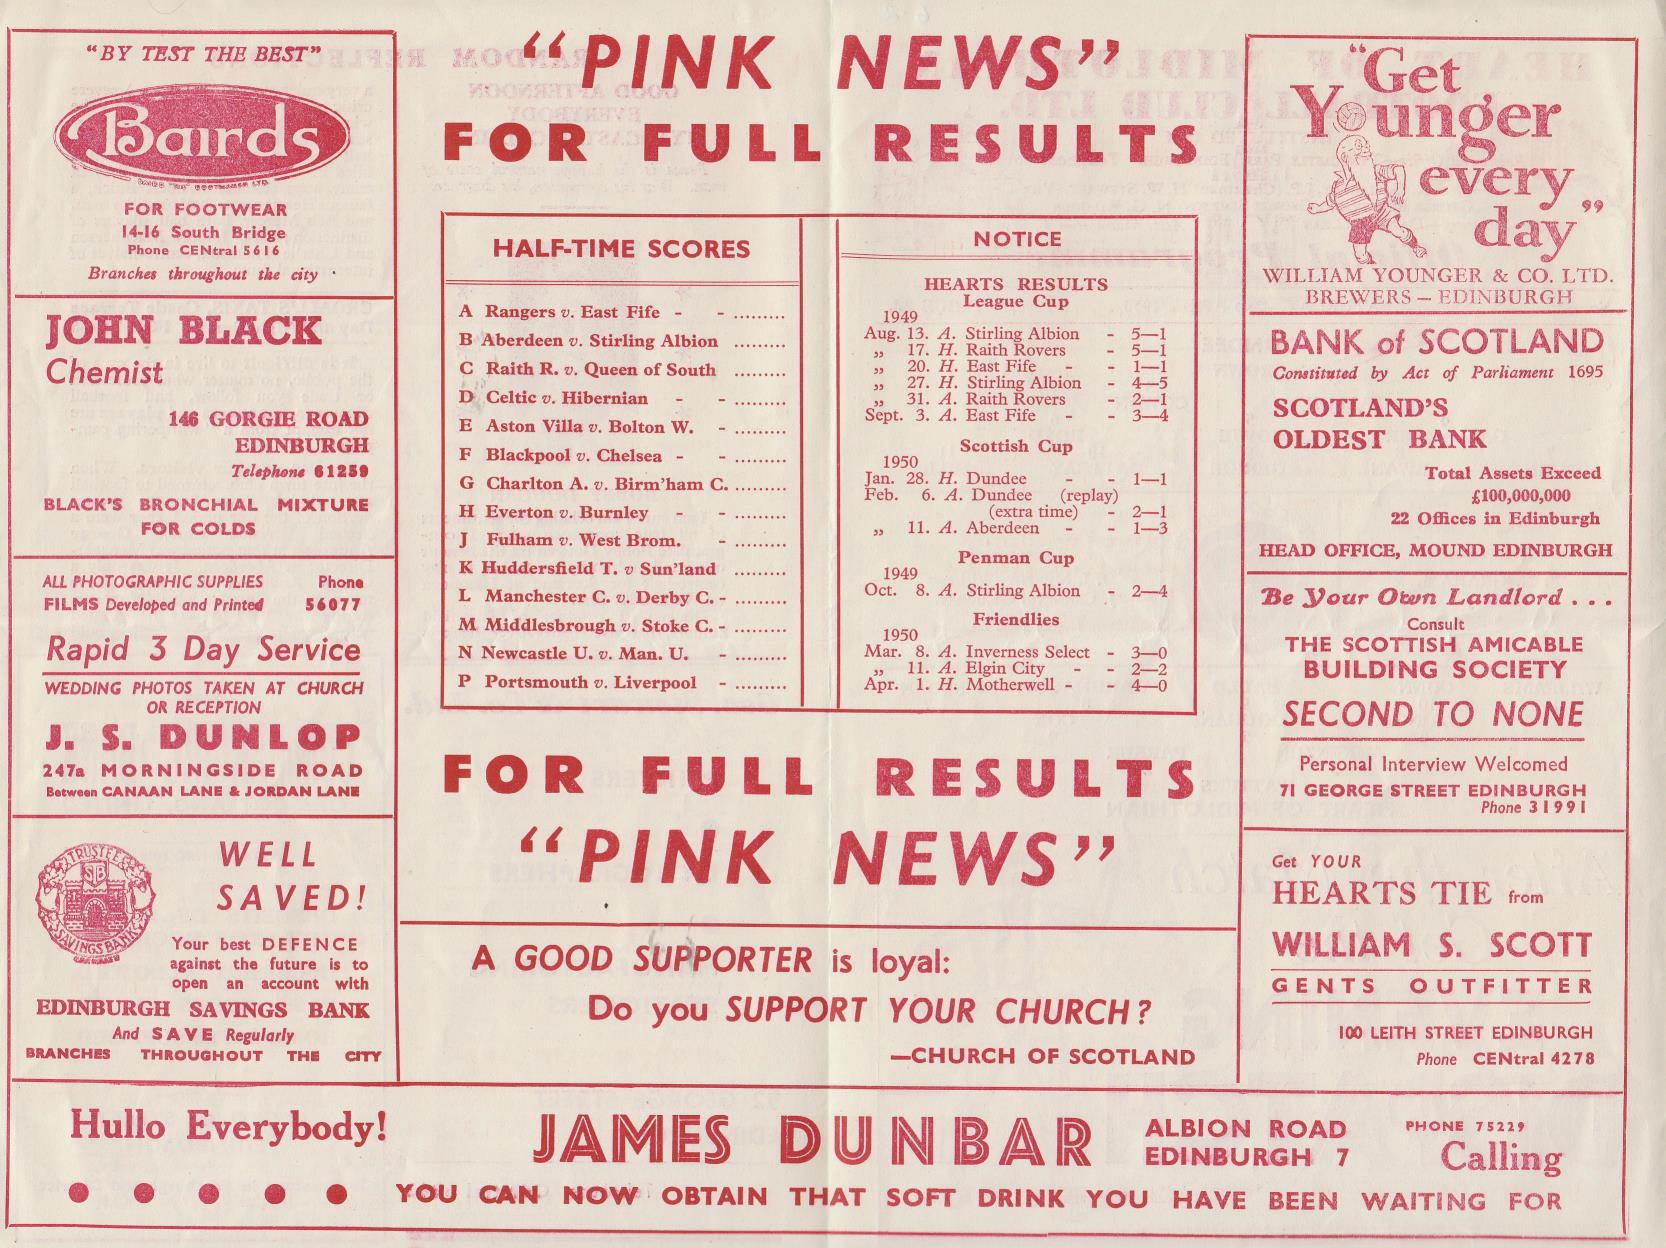 "BY TEST THE BEST"
Bairds
FOR FOOTWEAR
14-16 South Bridge
Phone CENtral 5616
Branches throughout the city
JOHN BLACK
Chemist
146 GORGIE ROAD
EDINBURGH
Telephone 61259
BLACK'S BRONCHIAL MIXTURE
FOR COLDS
ALL PHOTOGRAPHIC SUPPLIES Phone
FILMS Developed and Printed 56077
Rapid 3 Day Service
WEDDING PHOTOS TAKEN AT CHURCH
OR RECEPTION
J. S. DUNLOP
247a MORNINGSIDE ROAD
Between CANAAN LANE & JORDAN LANE
TRUSTEE
STB
SAVINGS BANK
WELL
SAVED!
Your best DEFENCE
against the future is to
open an account with
EDINBURGH SAVINGS BANK
And SAVE Regularly
BRANCHES THROUGHOUT THE CITY
"PINK NEWS"
FOR FULL RESULTS
HALF-TIME SCORES
A Rangers v. East Fife - - .........
B Aberdeen v. Stirling Albion .........
C Raith R. v. Queen of South .........
D Celtic v. Hibernian - - .........
E Aston Villa v. Bolton W. - .........
F Blackpool v. Chelsea - - .........
G Charlton A. v. Birm'ham C. .........
H Everton v. Burnley - - .........
J Fulham v. West Brom. - .........
K Huddersfield T. v Sun'land .........
L Manchester C. v. Derby C. - .........
M Middlesbrough v. Stoke C. - .........
N Newcastle U. v. Man. U. - .........
P Portsmouth v. Liverpool - .........
NOTICE
HEARTS RESULTS
League Cup
1949
Aug. 13. A. Stirling Albion - 5—1
„ 17. H. Raith Rovers - 5—1
„ 20. H. East Fife - - 1—1
„ 27. H. Stirling Albion - 4—5
„ 31. A. Raith Rovers - 2—1
Sept. 3. A. East Fife - - 3—4
Scottish Cup
1950
Jan. 28. H. Dundee - - 1—1
Feb. 6. A. Dundee (replay)
(extra time) - 2—1
„ 11. A. Aberdeen - - 1—3
Penman Cup
1949
Oct. 8. A. Stirling Albion - 2—4
Friendlies
1950
Mar. 8. A. Inverness Select - 3—0
„ 11. A. Elgin City - - 2—2
Apr. 1. H. Motherwell - - 4—0
FOR FULL RESULTS
"PINK NEWS"
A GOOD SUPPORTER is loyal:
Do you SUPPORT YOUR CHURCH?
—CHURCH OF SCOTLAND
"Get
Younger
every
day"
WILLIAM YOUNGER & CO. LTD.
BREWERS — EDINBURGH
BANK of SCOTLAND
Constituted by Act of Parliament 1695
SCOTLAND'S
OLDEST BANK
Total Assets Exceed
£100,000,000
22 Offices in Edinburgh
HEAD OFFICE, MOUND EDINBURGH
Be Your Own Landlord . . .
Consult
THE SCOTTISH AMICABLE
BUILDING SOCIETY
SECOND TO NONE
Personal Interview Welcomed
71 GEORGE STREET EDINBURGH
Phone 31991
Get YOUR
HEARTS TIE from
WILLIAM S. SCOTT
GENTS OUTFITTER
100 LEITH STREET EDINBURGH
Phone CENtral 4278
Hullo Everybody!
JAMES DUNBAR
ALBION ROAD
EDINBURGH 7
PHONE 75229
Calling
● ● ● ● ● YOU CAN NOW OBTAIN THAT SOFT DRINK YOU HAVE BEEN WAITING FOR